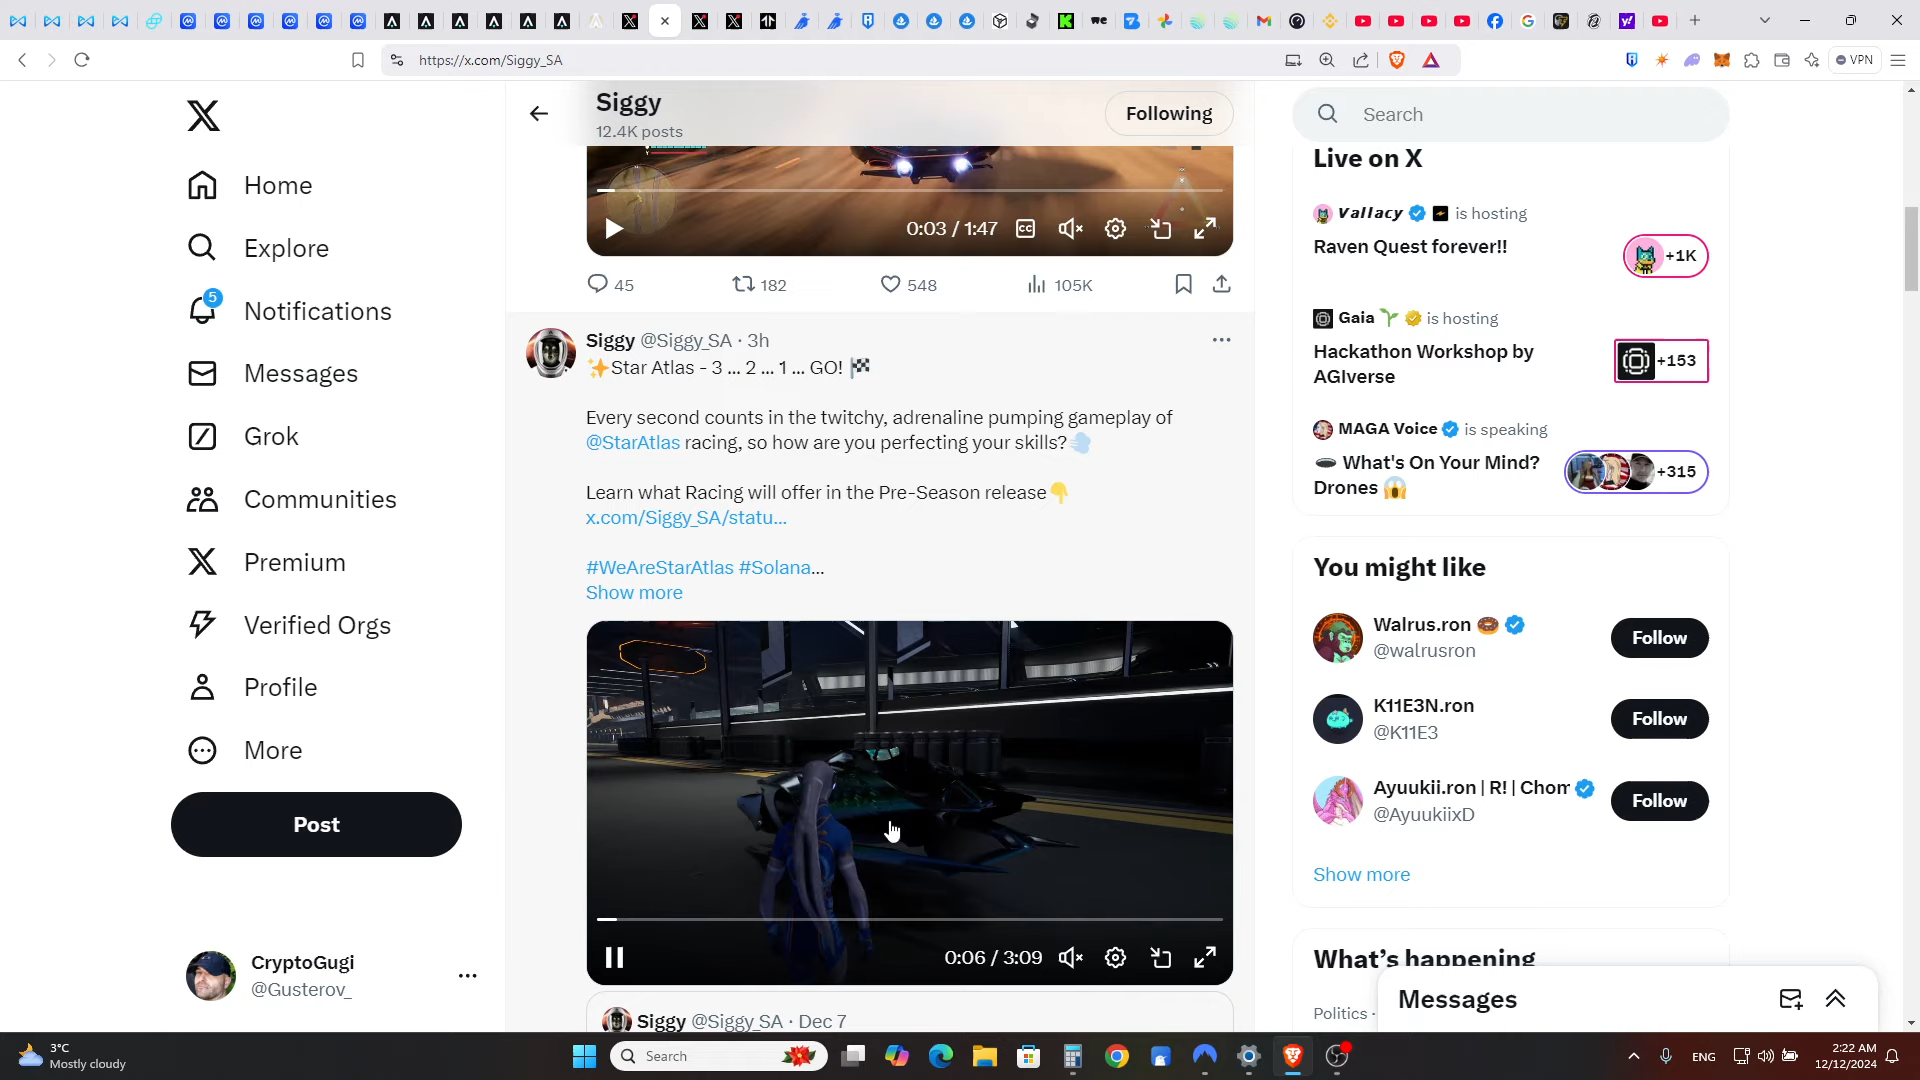 https://x.com/Siggy_SA
VPN
Home
Explore
5
Notifications
Messages
Grok
Communities
Premium
Verified Orgs
Profile
More
Post
CryptoGugi
@Gusterov_
Siggy
12.4K posts
Following
0:03 / 1:47
CC
45
182
548
105K
Siggy @Siggy_SA · 3h
✨Star Atlas - 3 ... 2 ... 1 ... GO! 🏁
Every second counts in the twitchy, adrenaline pumping gameplay of
@StarAtlas racing, so how are you perfecting your skills?💨
Learn what Racing will offer in the Pre-Season release👇
x.com/Siggy_SA/statu...
#WeAreStarAtlas #Solana...
Show more
0:06 / 3:09
Siggy @Siggy_SA · Dec 7
Search
Live on X
Vallacy is hosting
Raven Quest forever!!
+1K
Gaia is hosting
Hackathon Workshop by
AGIverse
+153
MAGA Voice is speaking
🕳️ What's On Your Mind?
Drones 😱
+315
You might like
Walrus.ron 🍩
@walrusron
Follow
K11E3N.ron
@K11E3
Follow
Ayuukii.ron | R! | Chom
@AyuukiixD
Follow
Show more
What's happening
Politics ·
Messages
3°C
Mostly cloudy
Search
ENG
2:22 AM
12/12/2024